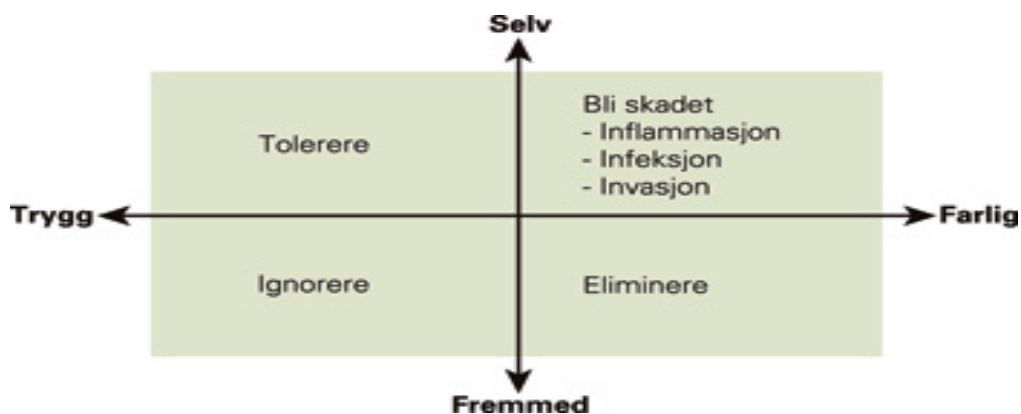 Selv
Bli skadet
- Inflammasjon
Tolerere
- Infeksjon
- Invasjon
Trygg
Farlig
Ignorere
Eliminere
Fremmed